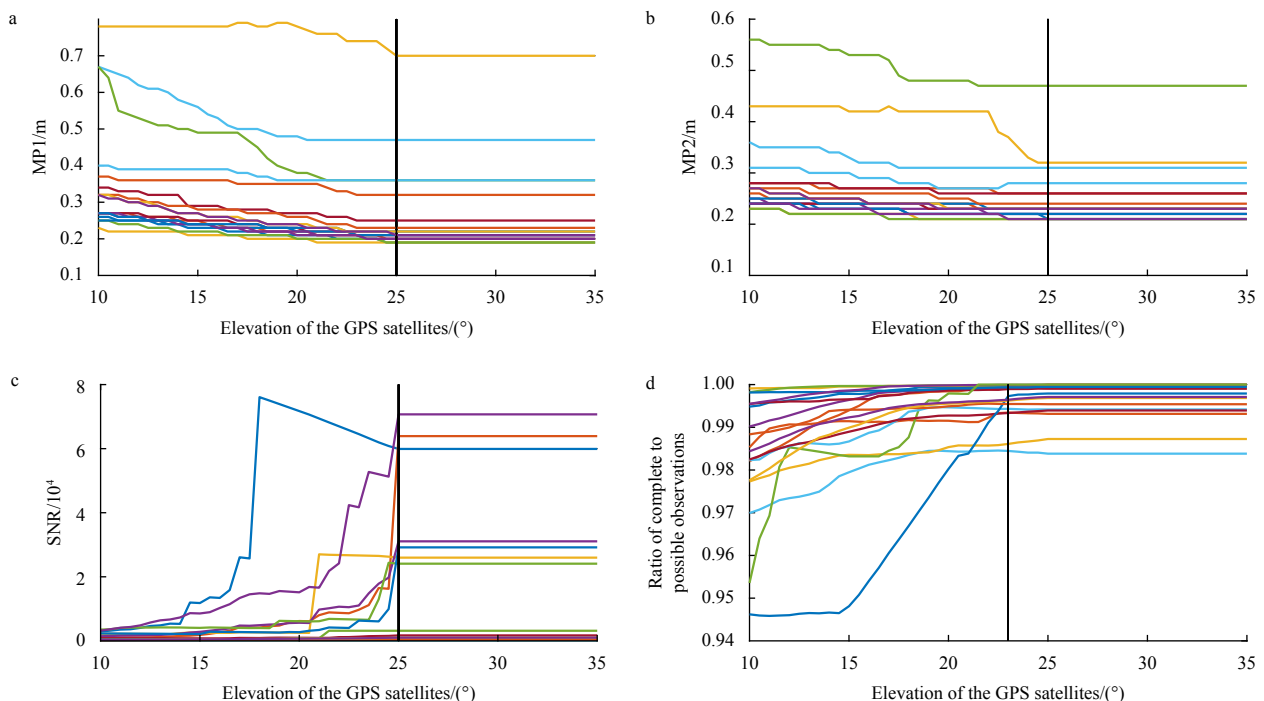 a
MP1/m
0.7
0.6
0.5
0.4
0.3
0.2
0.1
10 15 20 25 30 35
Elevation of the GPS satellites/(°)
b
MP2/m
0.6
0.5
0.4
0.3
0.2
0.1
10 15 20 25 30 35
Elevation of the GPS satellites/(°)
c
SNR/10⁴
8
6
4
2
0
10 15 20 25 30 35
Elevation of the GPS satellites/(°)
d
Ratio of complete to
possible observations
1.00
0.99
0.98
0.97
0.96
0.95
0.94
10 15 20 25 30 35
Elevation of the GPS satellites/(°)